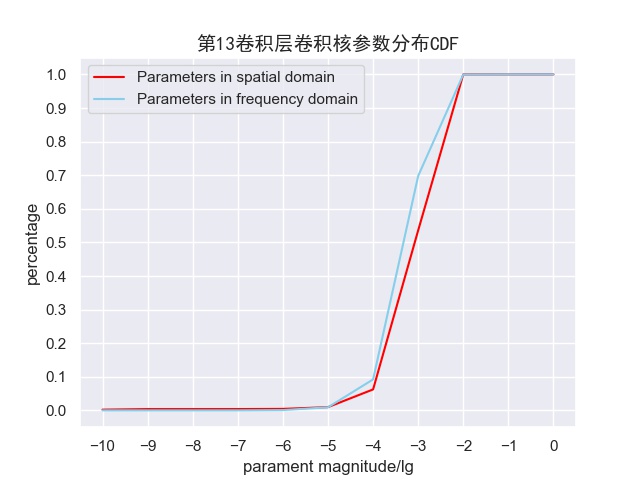 第13卷积层卷积核参数分布CDF
Parameters in spatial domain
Parameters in frequency domain
percentage
1.0
0.9
0.8
0.7
0.6
0.5
0.4
0.3
0.2
0.1
0.0
−10 −9 −8 −7 −6 −5 −4 −3 −2 −1 0
parament magnitude/lg